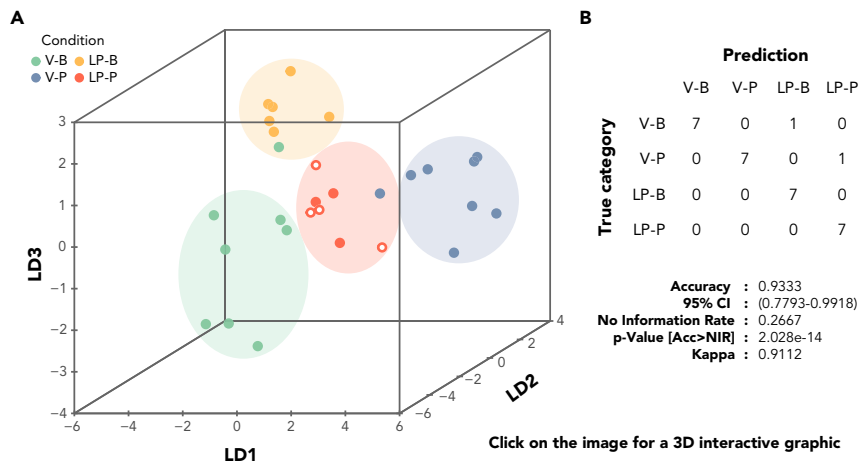 A
Condition
V-B LP-B
V-P LP-P
3
2
1
0
−1
−2
−3
−4
LD3
−6 −4 −2 0 2 4 6
LD1
−6 −4 −2 0 2 4
LD2
B
Prediction
V-B V-P LP-B LP-P
True category
V-B 7 0 1 0
V-P 0 7 0 1
LP-B 0 0 7 0
LP-P 0 0 0 7
Accuracy : 0.9333
95% CI : (0.7793-0.9918)
No Information Rate : 0.2667
p-Value [Acc>NIR] : 2.028e-14
Kappa : 0.9112
Click on the image for a 3D interactive graphic